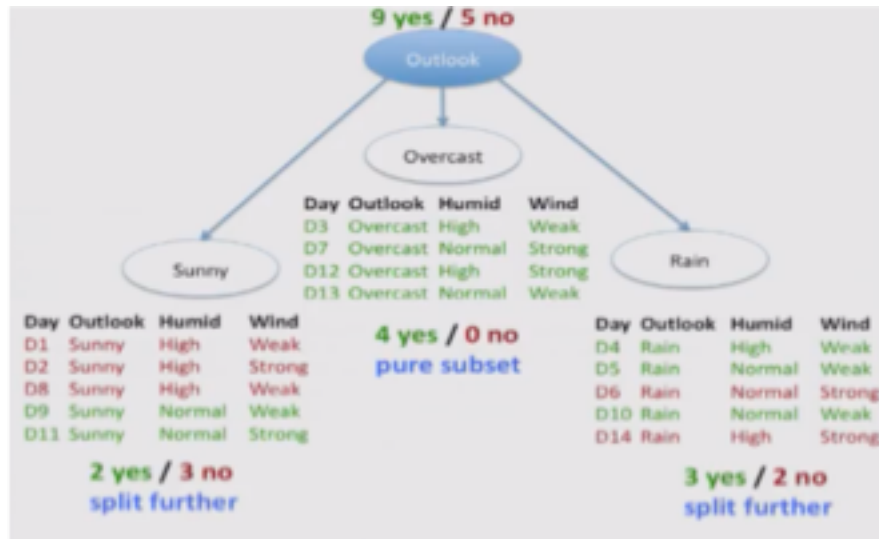 9 yes / 5 no
Outlook
Overcast
Day Outlook Humid Wind
D3 Overcast High Weak
D7 Overcast Normal Strong
D12 Overcast High Strong
D13 Overcast Normal Weak
4 yes / 0 no
pure subset
Sunny
Day Outlook Humid Wind
D1 Sunny High Weak
D2 Sunny High Strong
D8 Sunny High Weak
D9 Sunny Normal Weak
D11 Sunny Normal Strong
2 yes / 3 no
split further
Rain
Day Outlook Humid Wind
D4 Rain High Weak
D5 Rain Normal Weak
D6 Rain Normal Strong
D10 Rain Normal Weak
D14 Rain High Strong
3 yes / 2 no
split further